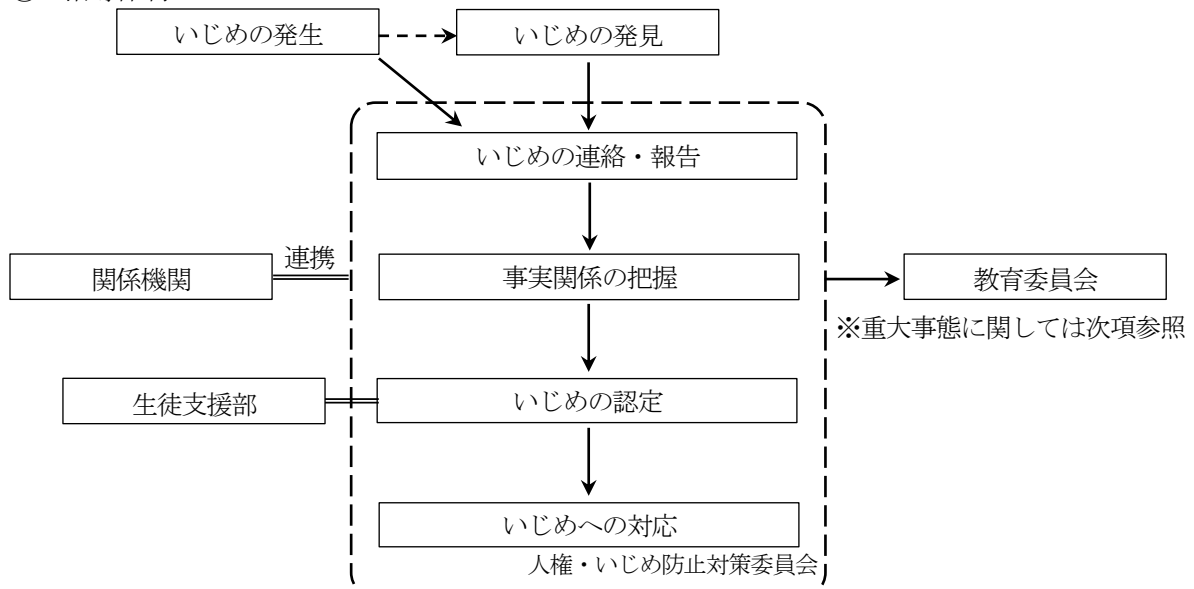 いじめの発生
いじめの発見
いじめの連絡・報告
連携
関係機関
事実関係の把握
教育委員会
※重大事態に関しては次項参照
生徒支援部
いじめの認定
いじめへの対応
人権・いじめ防止対策委員会